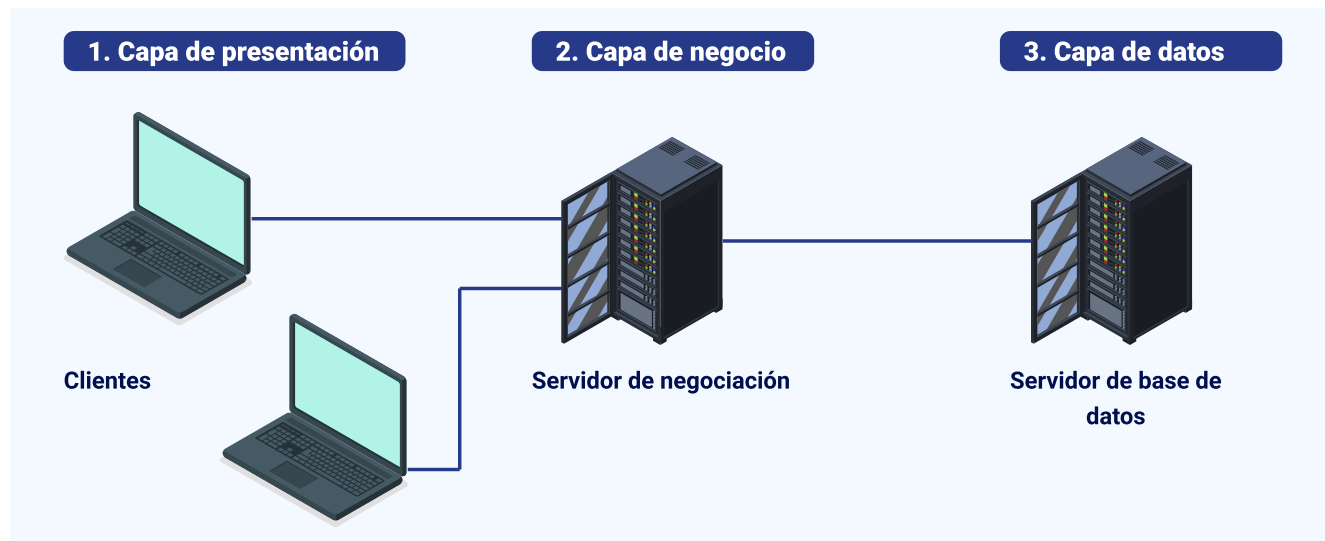 1. Capa de presentación
2. Capa de negocio
3. Capa de datos
Clientes
Servidor de negociación
Servidor de base de
datos